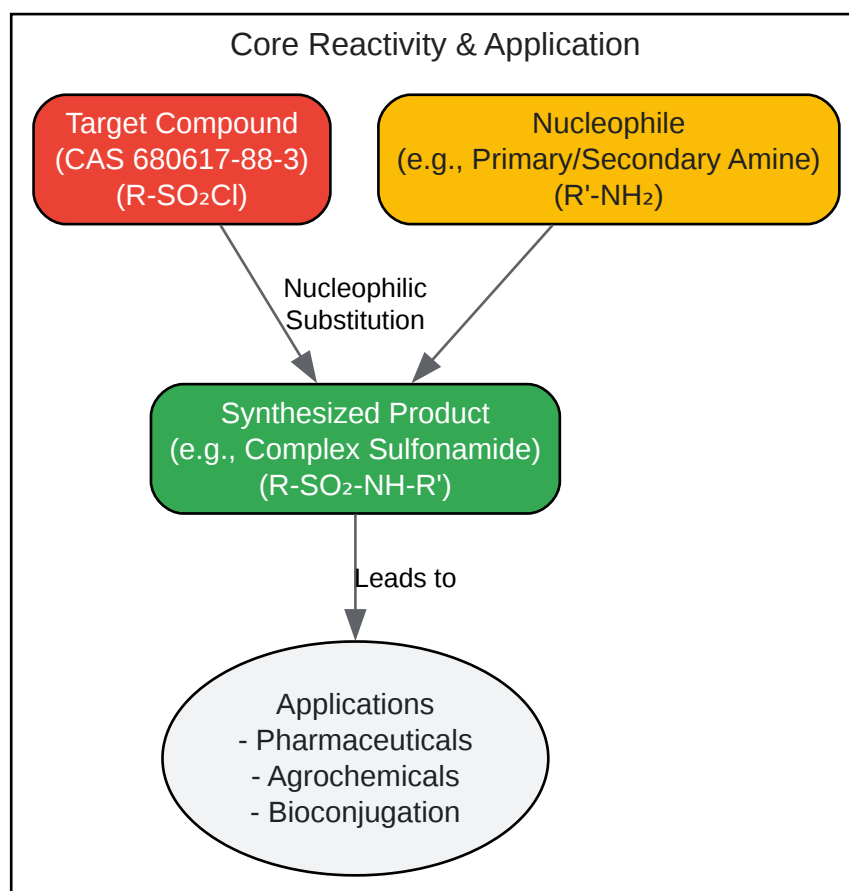 Core Reactivity & Application
Target Compound
(CAS 680617-88-3)
(R-SO₂Cl)
Nucleophile
(e.g., Primary/Secondary Amine)
(R'-NH₂)
Nucleophilic
Substitution
Synthesized Product
(e.g., Complex Sulfonamide)
(R-SO₂-NH-R')
Leads to
Applications
- Pharmaceuticals
- Agrochemicals
- Bioconjugation